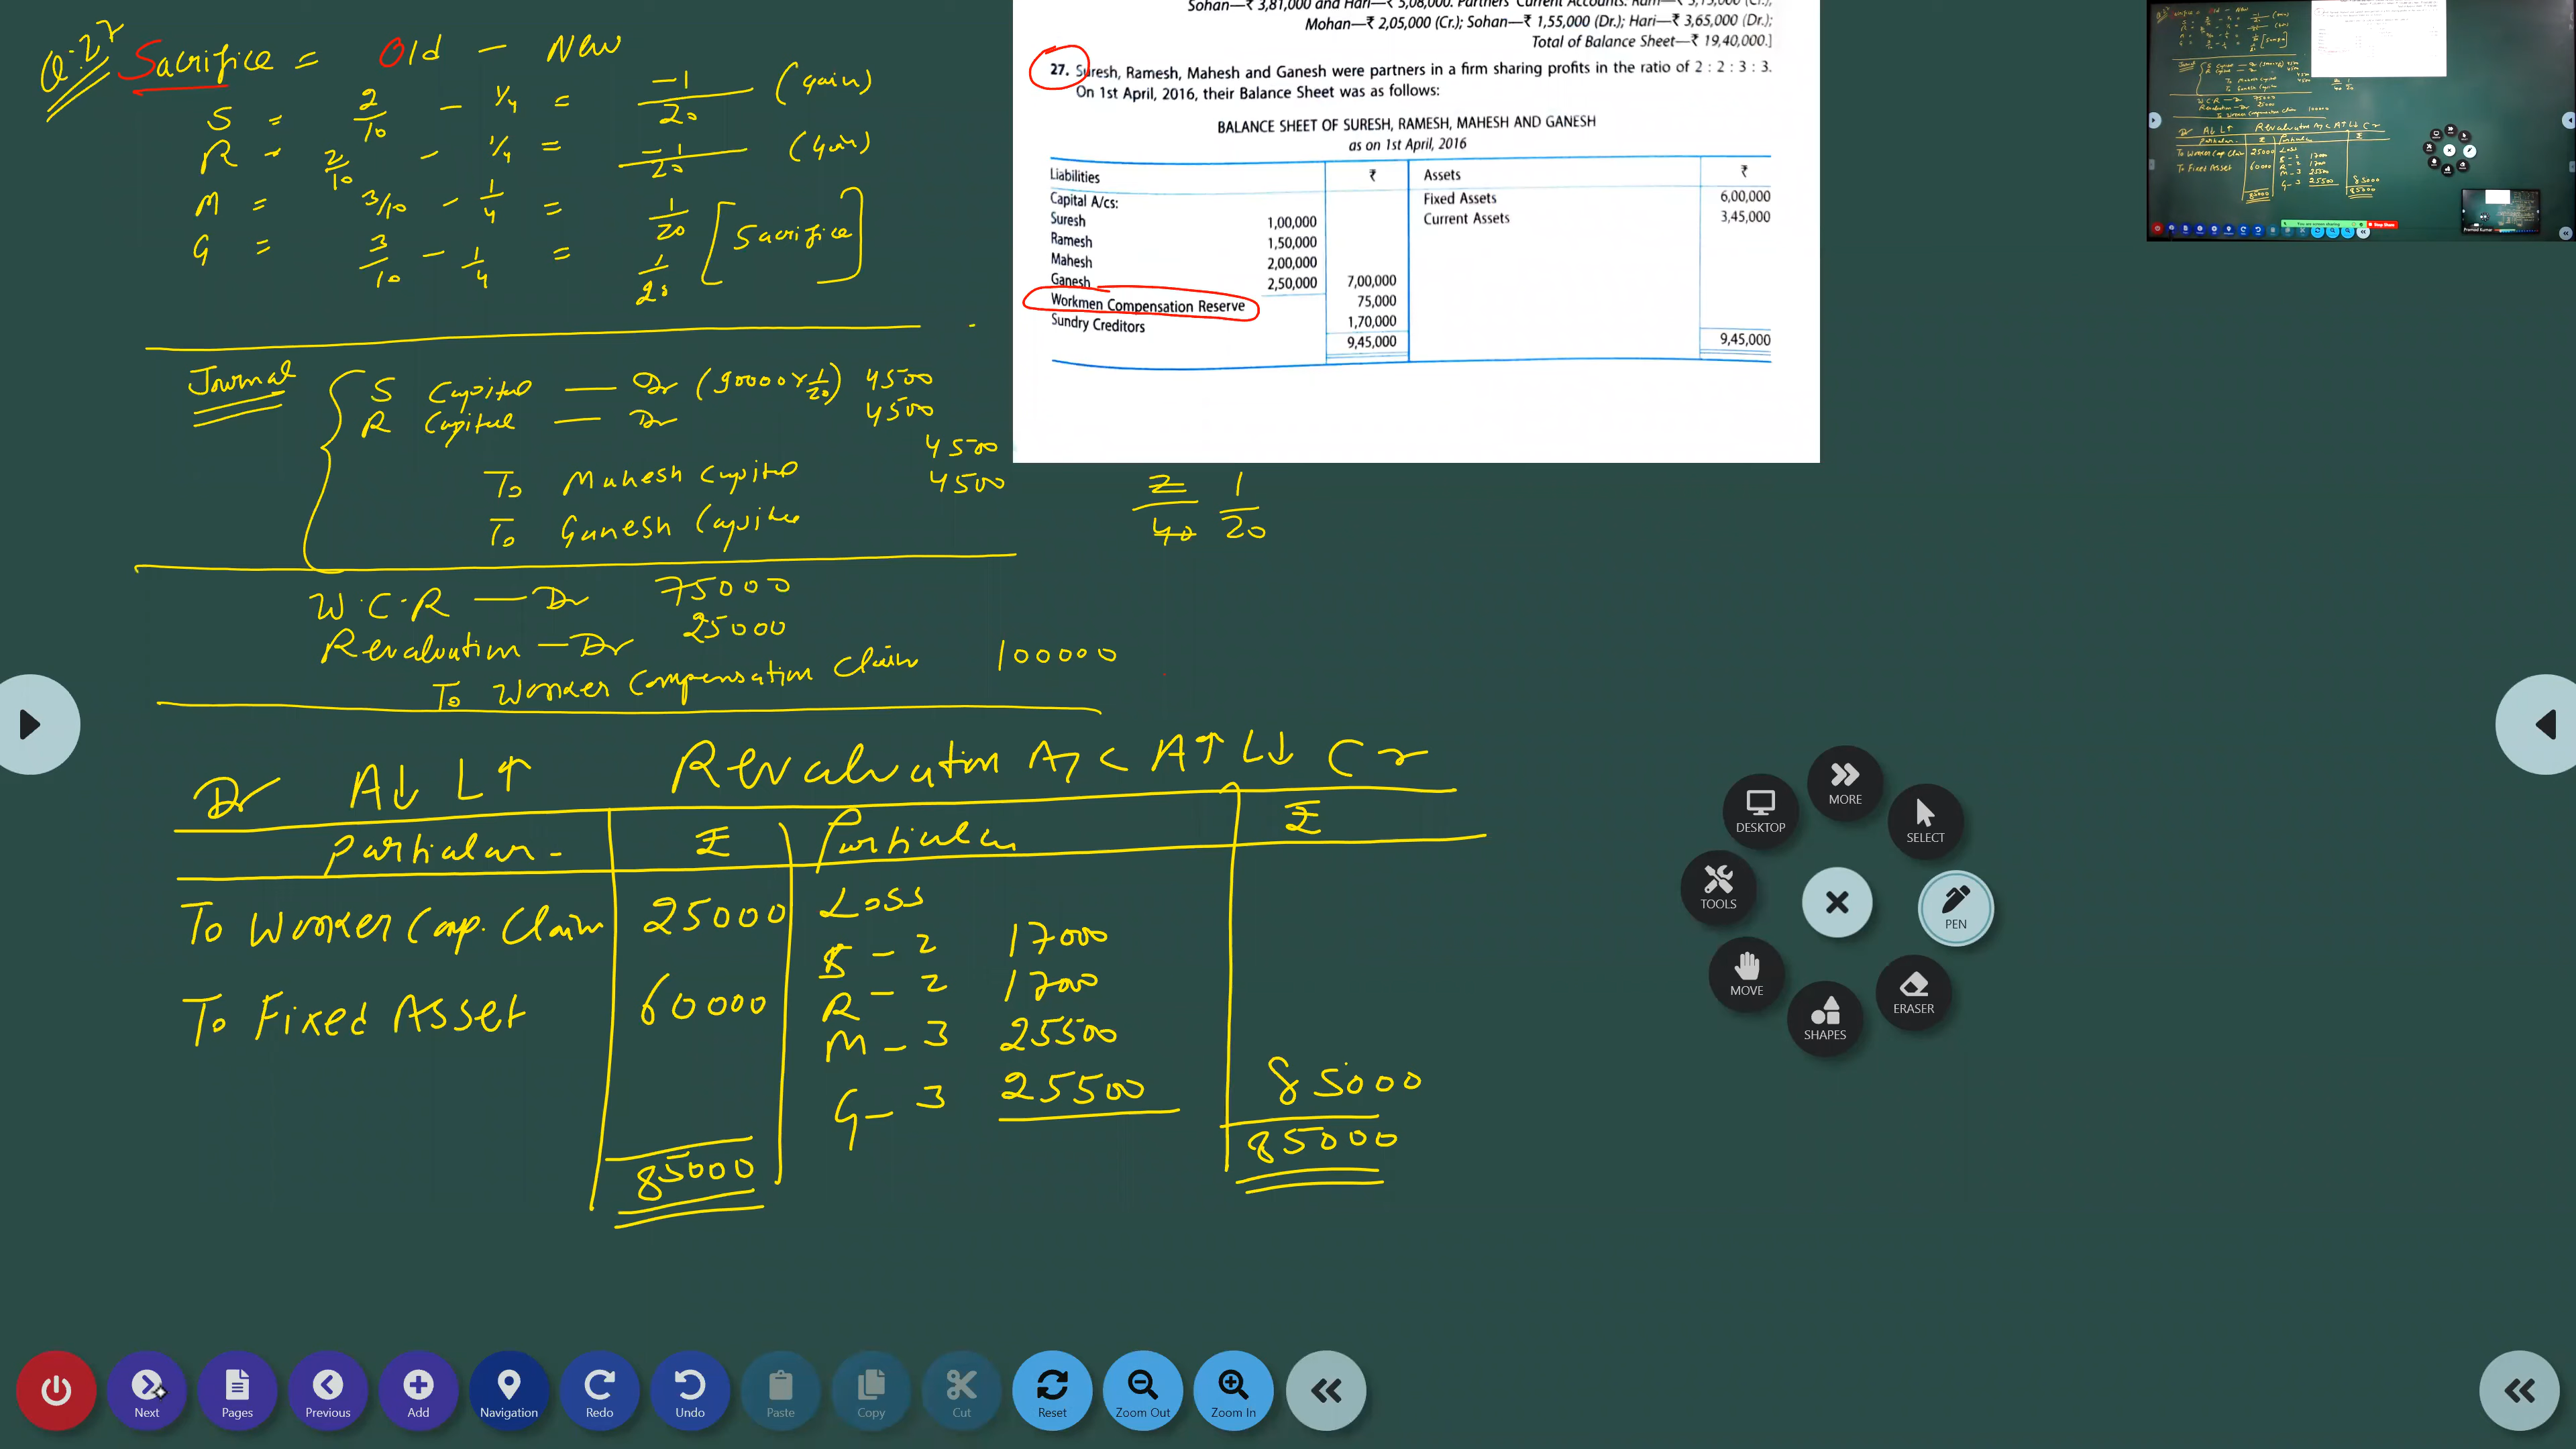 Q.27 Sacrifice = Old - New
S = 2/10 - 1/4 = -1/20 (gain)
R - 2/10 - 1/4 = -1/20 (gain)
M = 3/10 - 1/4 = 1/20
G = 3/10 - 1/4 = 1/20 [Sacrifice]
Journal
S Capital — Dr (90000×1/20) 4500
R Capital — Dr 4500
4500
To Mahesh Capital
4500
To Ganesh Capital
2/40 1/20
W.C.R — Dr 75000
Revaluation — Dr 25000
To Worker Compensation Claim 100000
Dr A↓ L↑ Revaluation A/c A↑ L↓ Cr
Particular - ₹ Particular ₹
To Worker Comp. Claim 25000 Loss
S - 2 17000
To Fixed Asset 60000 R - 2 1700
M - 3 25500
G - 3 25500 85000
85000 85000
Sohan—₹ 3,81,000 and Hari—₹ 5,08,000. Partners' Current Accounts: Ram—₹ 3,15,000 (Cr.);
Mohan—₹ 2,05,000 (Cr.); Sohan—₹ 1,55,000 (Dr.); Hari—₹ 3,65,000 (Dr.);
Total of Balance Sheet—₹ 19,40,000.]
27. Suresh, Ramesh, Mahesh and Ganesh were partners in a firm sharing profits in the ratio of 2 : 2 : 3 : 3.
On 1st April, 2016, their Balance Sheet was as follows:
BALANCE SHEET OF SURESH, RAMESH, MAHESH AND GANESH
as on 1st April, 2016
Liabilities ₹ Assets ₹
Capital A/cs: Fixed Assets 6,00,000
Suresh 1,00,000 Current Assets 3,45,000
Ramesh 1,50,000
Mahesh 2,00,000
Ganesh 2,50,000 7,00,000
Workmen Compensation Reserve 75,000
Sundry Creditors 1,70,000
9,45,000 9,45,000
MORE
DESKTOP
SELECT
TOOLS
PEN
MOVE
ERASER
SHAPES
Next
Pages
Previous
Add
Navigation
Redo
Undo
Paste
Copy
Cut
Reset
Zoom Out
Zoom In